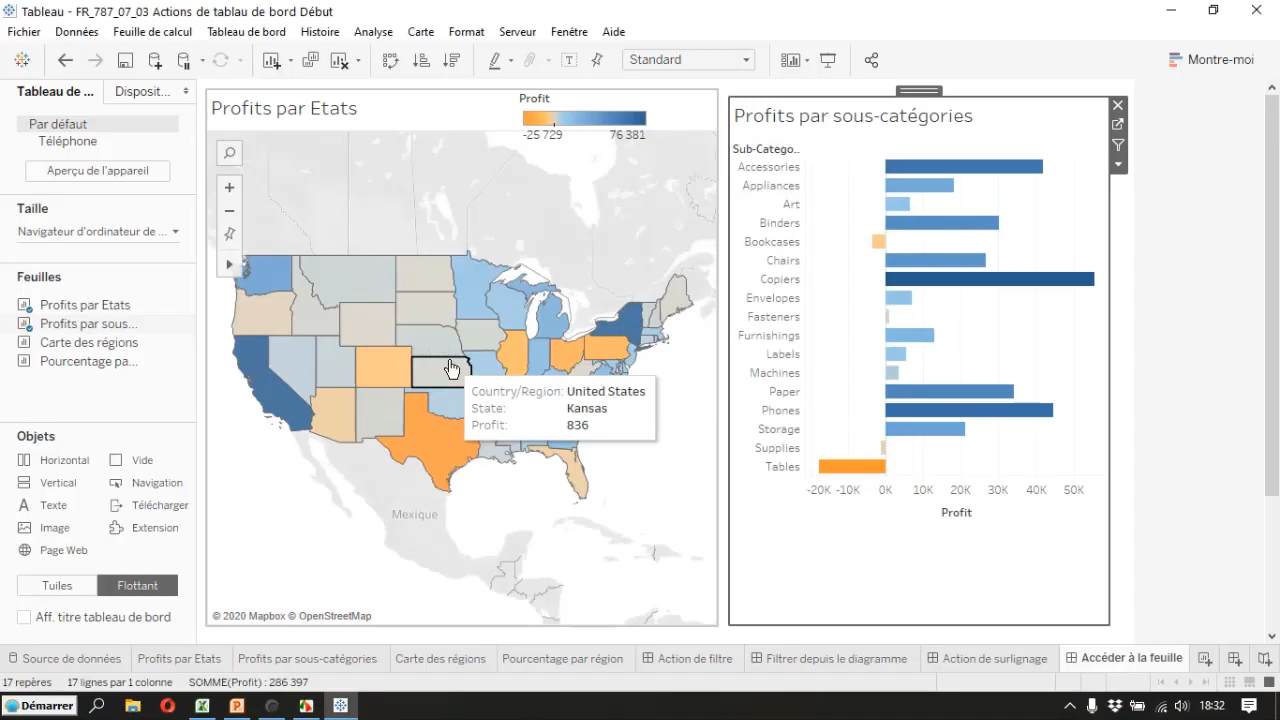 Tableau - FR_787_07_03 Actions de tablau de bord Début
Fichier Données Feuille de calcul Tableau de bord Histoire Analyse Carte Format Serveur Fenêtre Aide
Standard
Montre-moi
Tableau de ... Disposit...
Par défaut
Téléphone
Aperçu de l'appareil
Taille
Navigateur d'ordinateur de ...
Feuilles
Profits par Etats
Profits par sous...
Carte des régions
Pourcentage pa...
Objets
Horizontal Vide
Vertical Navigation
Texte Télécharger
Image Extension
Page Web
Tuiles Flottant
Aff. titre tableau de bord
Profits par Etats
Profit
-25 729 76 381
Country/Region: United States
State: Kansas
Profit: 836
Mexique
© 2020 Mapbox © OpenStreetMap
Profits par sous-catégories
Sub-Catego..
Accessories
Appliances
Art
Binders
Bookcases
Chairs
Copiers
Envelopes
Fasteners
Furnishings
Labels
Machines
Paper
Phones
Storage
Supplies
Tables
-20K -10K 0K 10K 20K 30K 40K 50K
Profit
Source de données Profits par Etats Profits par sous-catégories Carte des régions Pourcentage par région Action de filtre Filtrer depuis le diagramme Action de surlignage Accéder à la feuille
17 repères 17 lignes par 1 colonne SOMME(Profit) : 286 397
Démarrer
18:32